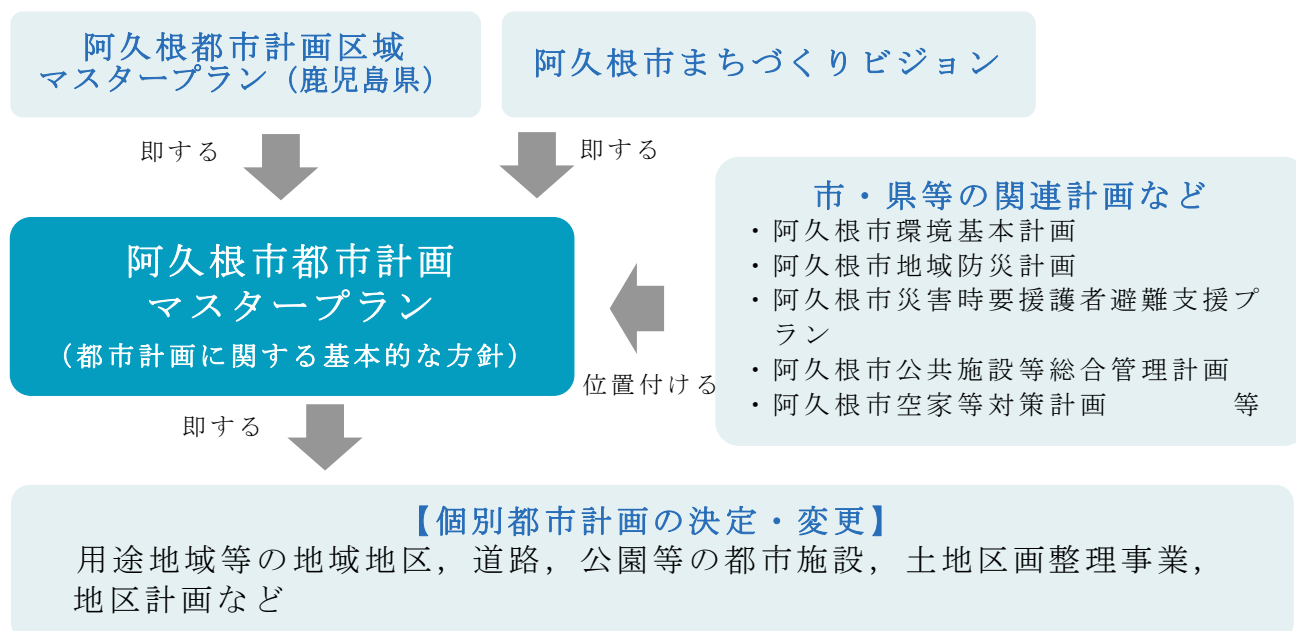 阿久根都市計画区域
マスタープラン（鹿児島県）
阿久根市まちづくりビジョン
即する
即する
市・県等の関連計画など
・阿久根市環境基本計画
・阿久根市地域防災計画
・阿久根市災害時要援護者避難支援プ
ラン
・阿久根市公共施設等総合管理計画
・阿久根市空家等対策計画　　　　等
阿久根市都市計画
マスタープラン
（都市計画に関する基本的な方針）
位置付ける
即する
【個別都市計画の決定・変更】
用途地域等の地域地区，道路，公園等の都市施設，土地区画整理事業，
地区計画など